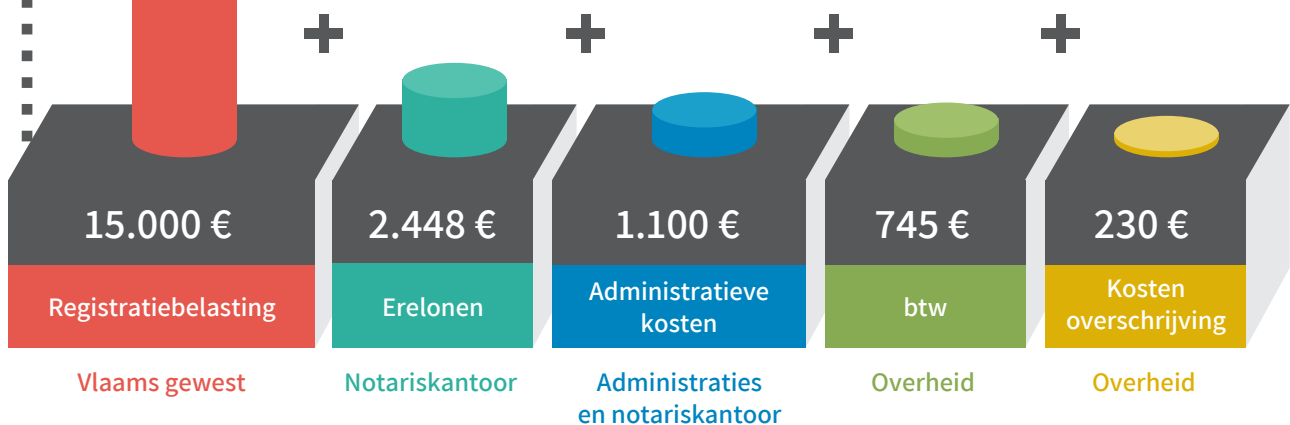 + + + +
15.000 € 2.448 € 1.100 € 745 € 230 €
Registratiebelasting
Erelonen
Administratieve
kosten
btw
Kosten
overschrijving
Vlaams gewest
Notariskantoor
Administraties
en notariskantoor
Overheid
Overheid